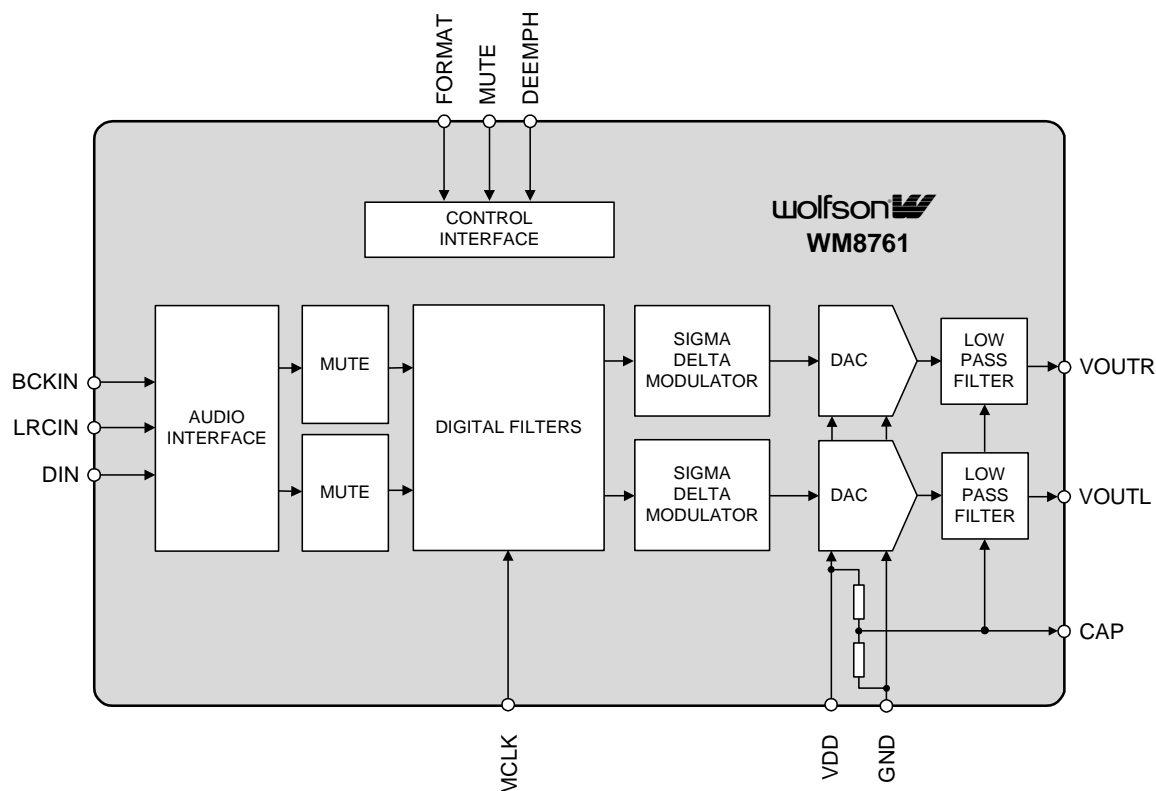 FORMAT
MUTE
DEEMPH
CONTROL
INTERFACE
wolfson
WM8761
BCKIN
LRCIN
DIN
AUDIO
INTERFACE
MUTE
MUTE
DIGITAL FILTERS
SIGMA
DELTA
MODULATOR
SIGMA
DELTA
MODULATOR
DAC
DAC
LOW
PASS
FILTER
LOW
PASS
FILTER
VOUTR
VOUTL
CAP
MCLK
VDD
GND